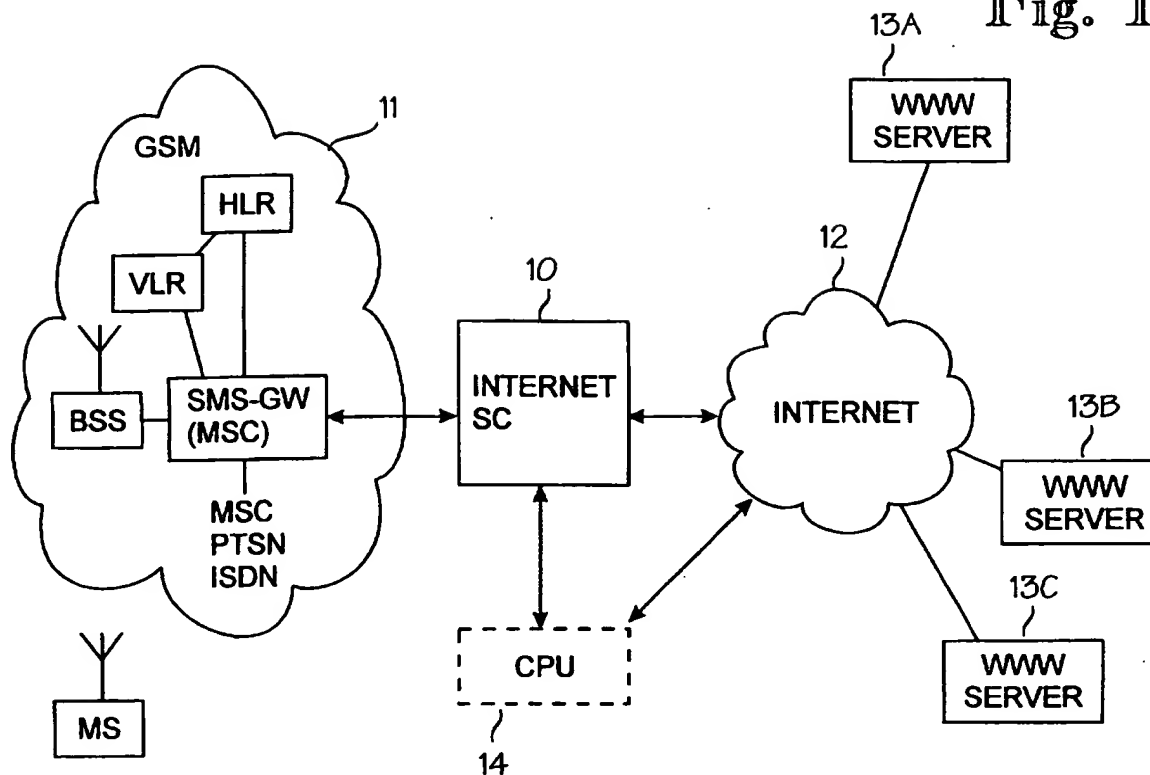 Fig. 1
13A
WWW
SERVER
11
GSM
HLR
VLR
10
12
BSS
SMS-GW
(MSC)
INTERNET
SC
INTERNET
13B
WWW
SERVER
MSC
PTSN
ISDN
13C
CPU
WWW
SERVER
MS
14